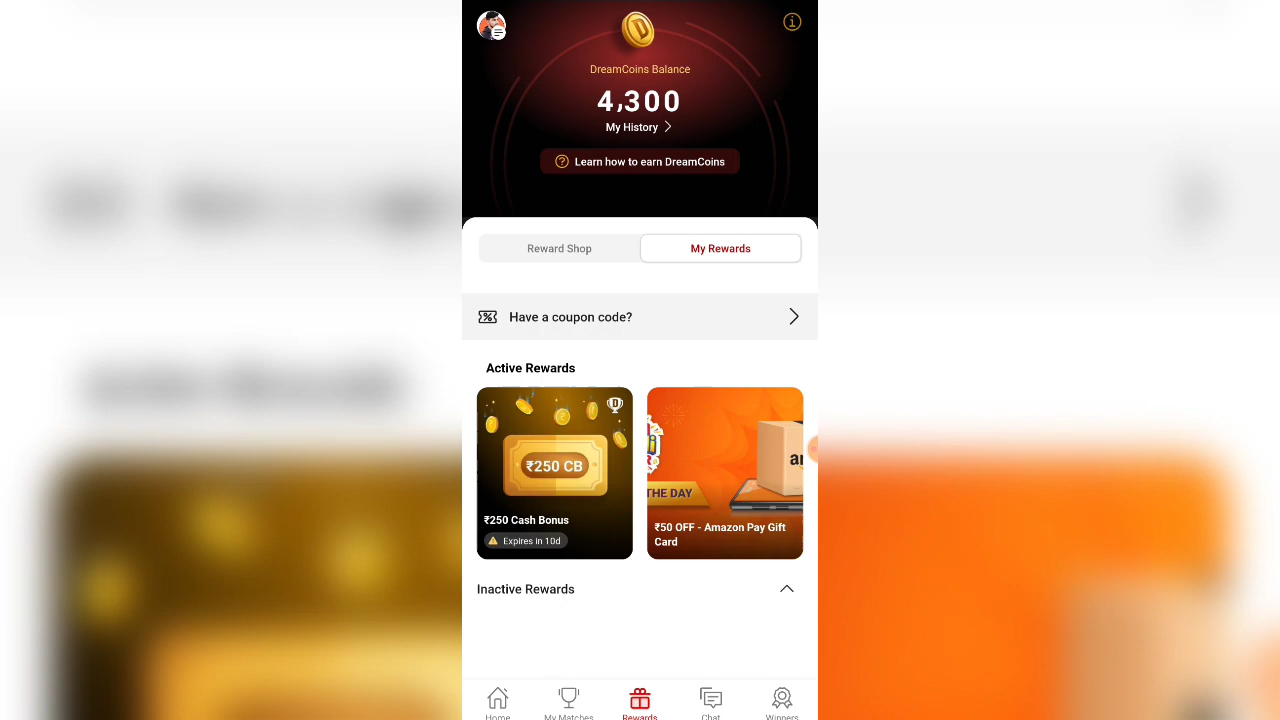 DreamCoins Balance
4,300
My History
Learn how to earn DreamCoins
Reward Shop
My Rewards
Have a coupon code?
Active Rewards
₹250 CB
₹250 Cash Bonus
Expires in 10d
THE DAY
₹50 OFF - Amazon Pay Gift
Card
Inactive Rewards
Home
My Matches
Rewards
Chat
Winners